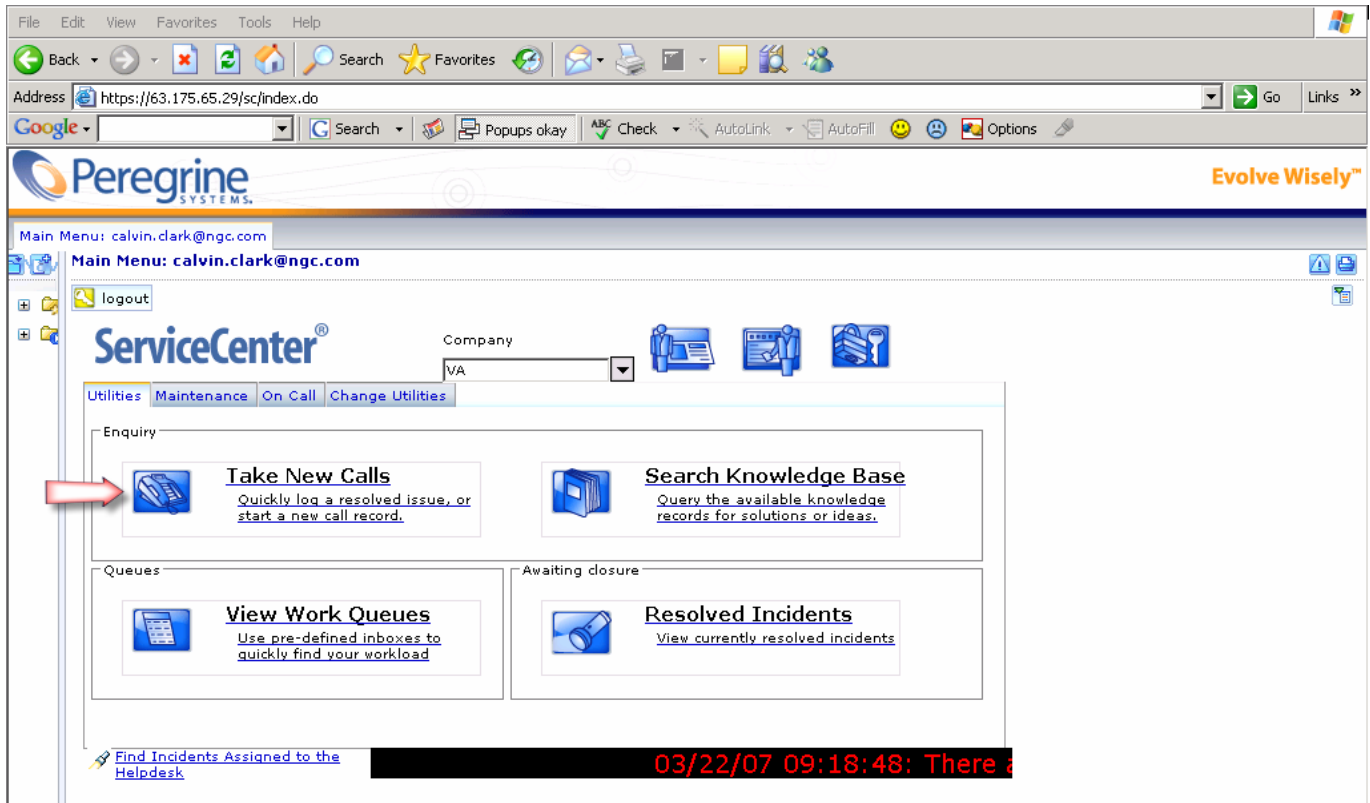 File Edit View Favorites Tools Help
Back Search Favorites
Address https://63.175.65.29/sc/index.do Go Links »
Google Search Popups okay ABC Check AutoLink AutoFill Options
Peregrine SYSTEMS. Evolve Wisely™
Main Menu: calvin.clark@ngc.com
Main Menu: calvin.clark@ngc.com
logout
ServiceCenter® Company
VA
Utilities Maintenance On Call Change Utilities
Enquiry
Take New Calls
Quickly log a resolved issue, or
start a new call record.
Search Knowledge Base
Query the available knowledge
records for solutions or ideas.
Queues
View Work Queues
Use pre-defined inboxes to
quickly find your workload
Awaiting closure
Resolved Incidents
View currently resolved incidents
Find Incidents Assigned to the
Helpdesk
03/22/07 09:18:48: There